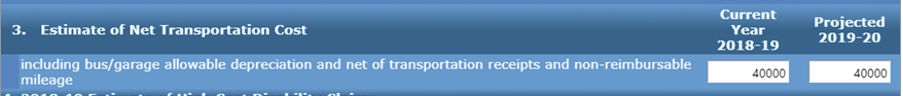 Current
3. Estimate of Net Transportation Cost Year Projected
2018-19 2019-20
including bus/garage allowable depreciation and net of transportation receipts and non-reimbursable
mileage 40000 40000